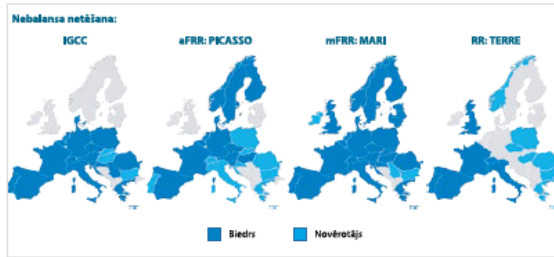 Nebalansa netēšana:
IGCC
aFRR: PICASSO
mFRR: MARI
RR: TERRE
Biedrs
Novērotājs